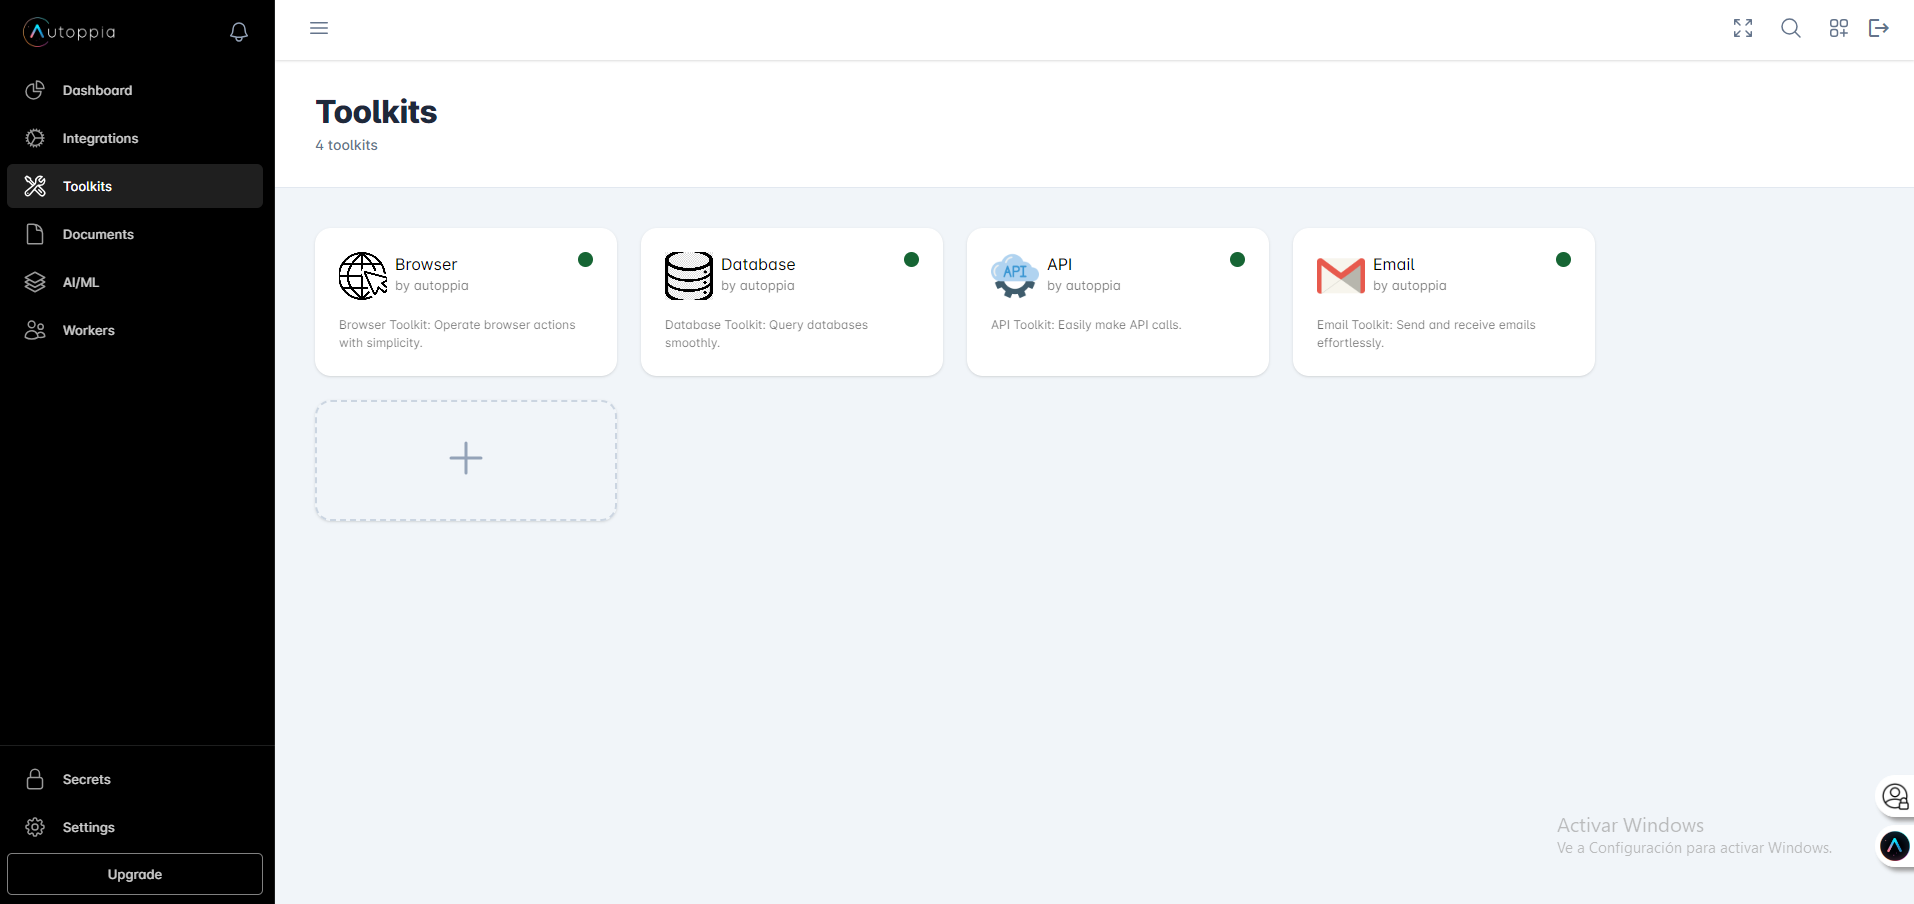 Autoppia
Dashboard
Integrations
Toolkits
Documents
AI/ML
Workers
Secrets
Settings
Upgrade
Toolkits
4 toolkits
Browser
by autoppia
Browser Toolkit: Operate browser actions
with simplicity.
Database
by autoppia
Database Toolkit: Query databases
smoothly.
API
API
by autoppia
API Toolkit: Easily make API calls.
Email
by autoppia
Email Toolkit: Send and receive emails
effortlessly.
Activar Windows
Ve a Configuración para activar Windows.